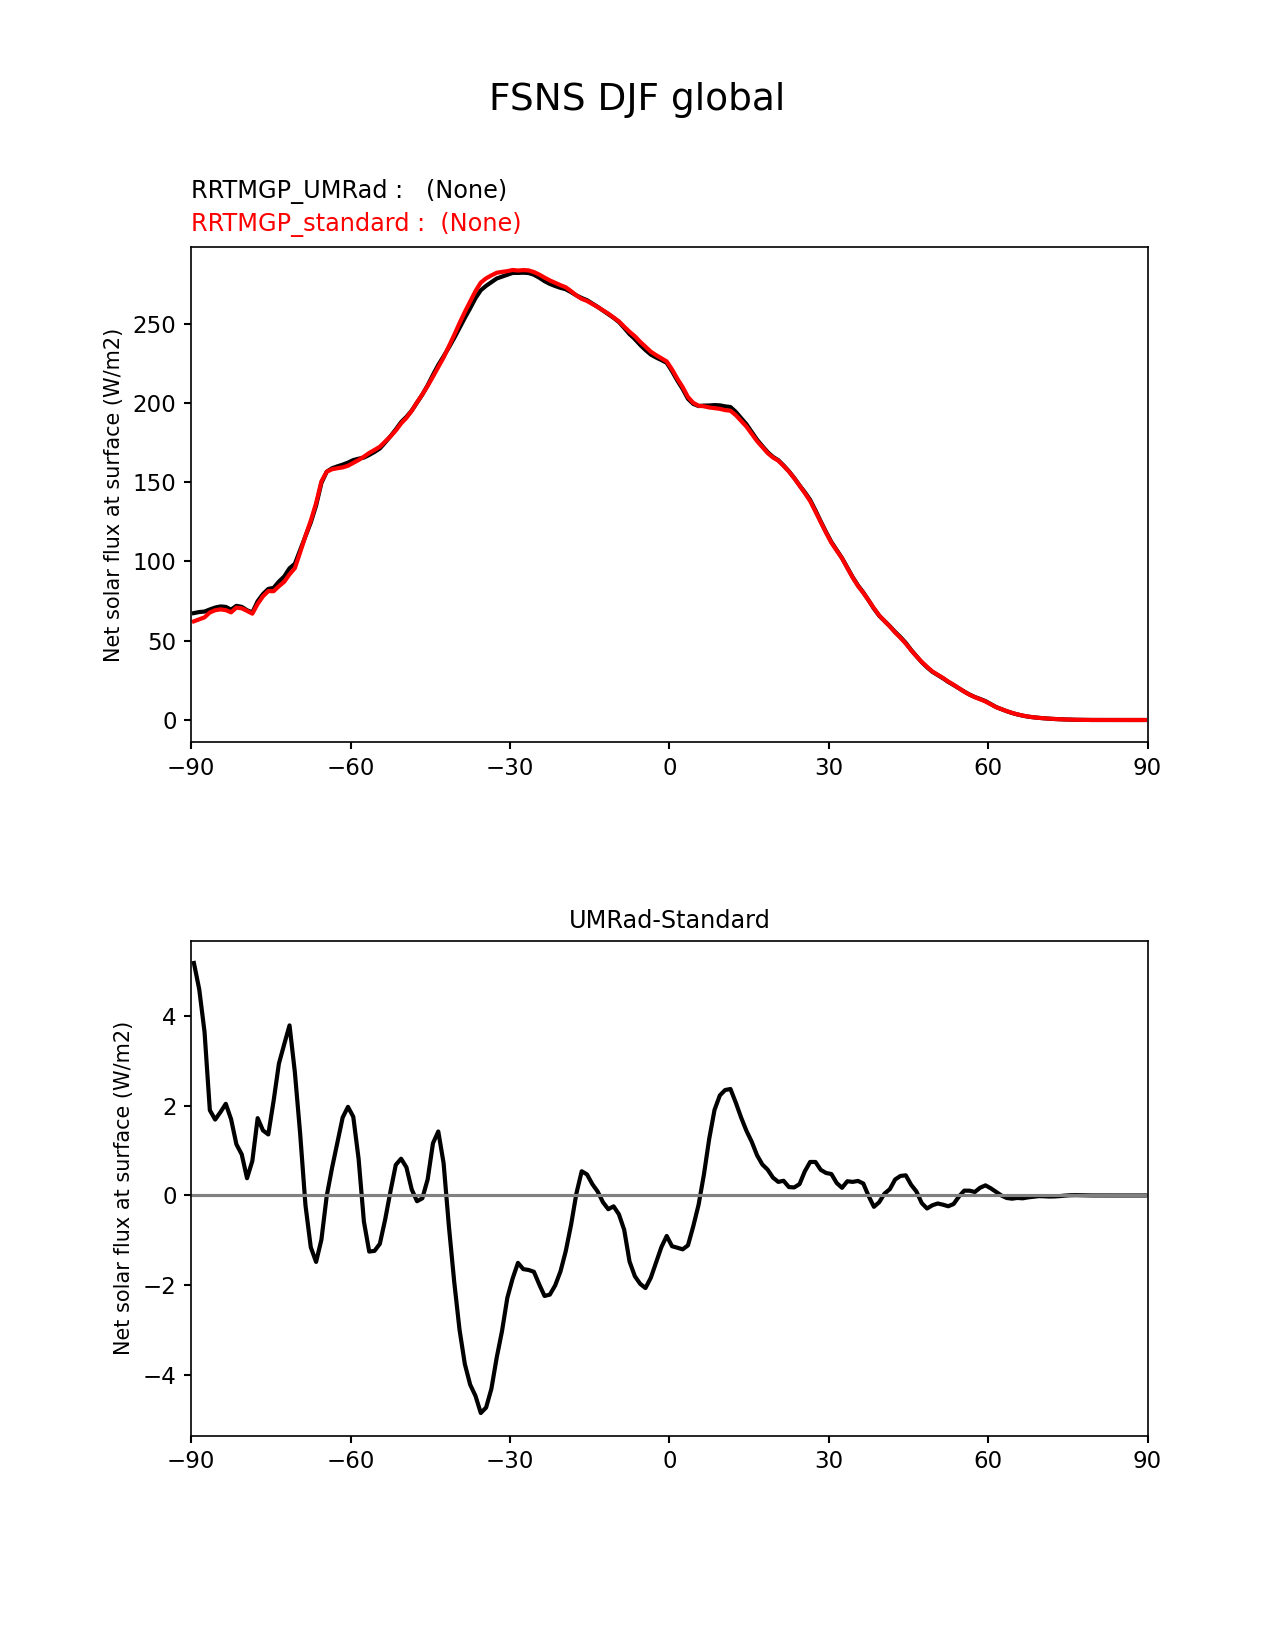 FSNS DJF global
RRTMGP_UMRad :   (None)
RRTMGP_standard :  (None)
Net solar flux at surface (W/m2)
250
200
150
100
50
0
−90 −60 −30 0 30 60 90
UMRad-Standard
Net solar flux at surface (W/m2)
4
2
0
−2
−4
−90 −60 −30 0 30 60 90